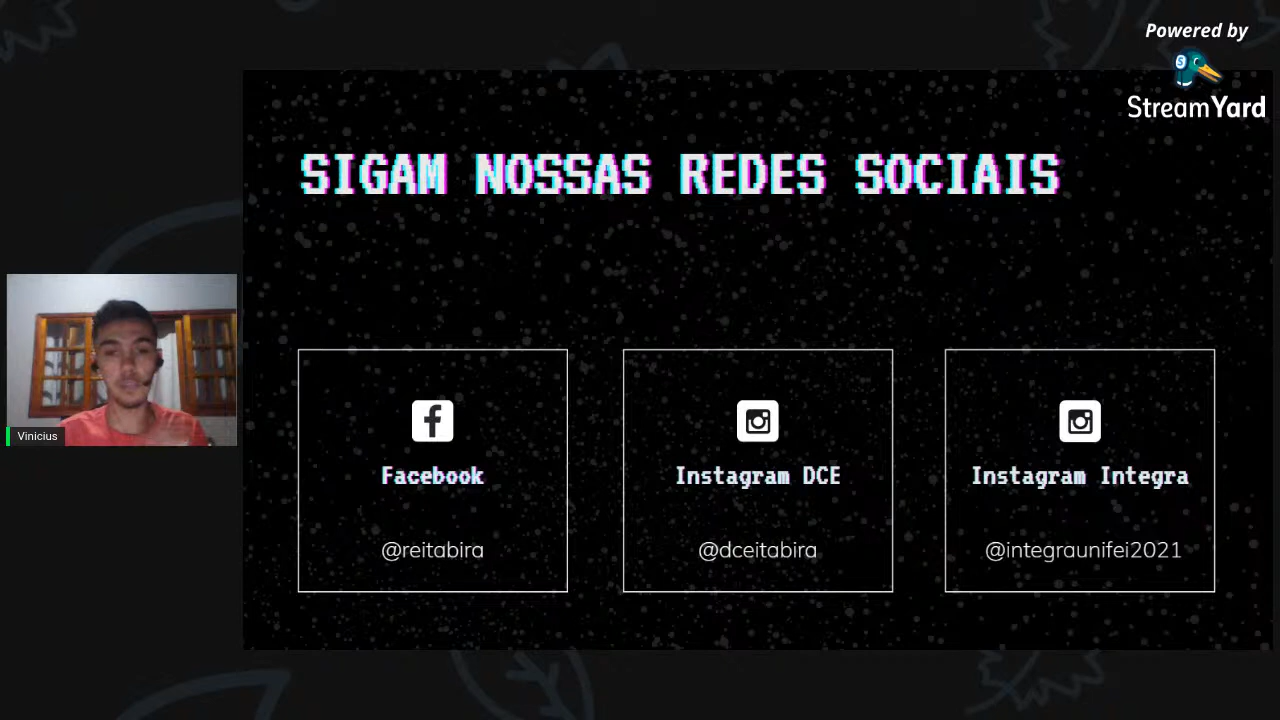 Powered by
StreamYard
SIGAM NOSSAS REDES SOCIAIS
Facebook
@reitabira
Instagram DCE
@dceitabira
Instagram Integra
@integraunifei2021
Vinicius